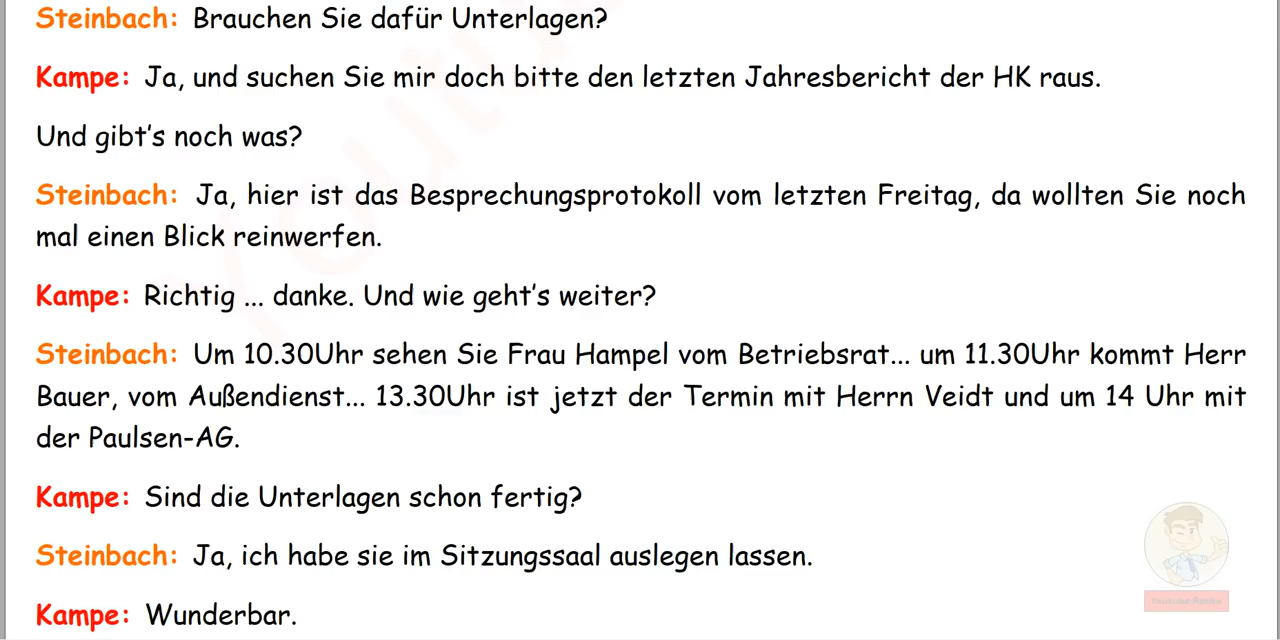 Steinbach: Brauchen Sie dafür Unterlagen?
Kampe: Ja, und suchen Sie mir doch bitte den letzten Jahresbericht der HK raus.
Und gibt's noch was?
Steinbach: Ja, hier ist das Besprechungsprotokoll vom letzten Freitag, da wollten Sie noch
mal einen Blick reinwerfen.
Kampe: Richtig ... danke. Und wie geht's weiter?
Steinbach: Um 10.30Uhr sehen Sie Frau Hampel vom Betriebsrat... um 11.30Uhr kommt Herr
Bauer, vom Außendienst... 13.30Uhr ist jetzt der Termin mit Herrn Veidt und um 14 Uhr mit
der Paulsen-AG.
Kampe: Sind die Unterlagen schon fertig?
Steinbach: Ja, ich habe sie im Sitzungssaal auslegen lassen.
Kampe: Wunderbar.